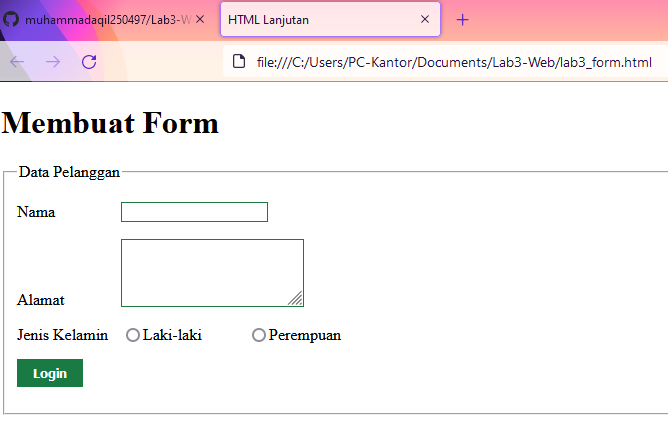 muhammadaqil250497/Lab3-W
HTML Lanjutan
file:///C:/Users/PC-Kantor/Documents/Lab3-Web/lab3_form.html
Membuat Form
Data Pelanggan
Nama
Alamat
Jenis Kelamin Laki-laki Perempuan
Login